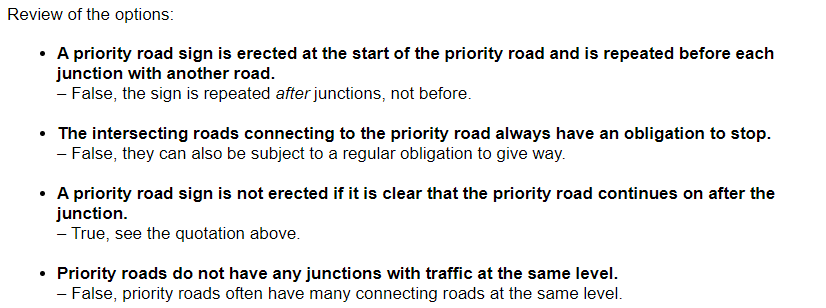 Review of the options:
• A priority road sign is erected at the start of the priority road and is repeated before each
junction with another road.
– False, the sign is repeated after junctions, not before.
• The intersecting roads connecting to the priority road always have an obligation to stop.
– False, they can also be subject to a regular obligation to give way.
• A priority road sign is not erected if it is clear that the priority road continues on after the
junction.
– True, see the quotation above.
• Priority roads do not have any junctions with traffic at the same level.
– False, priority roads often have many connecting roads at the same level.